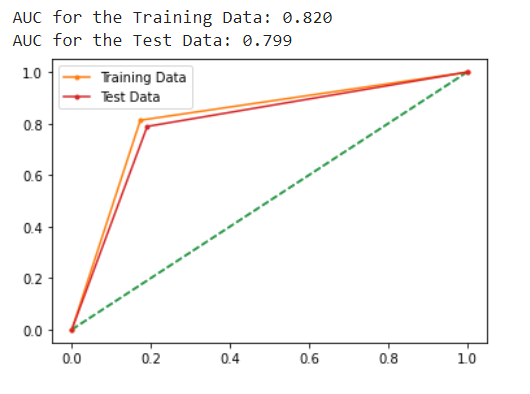 AUC for the Training Data: 0.820
AUC for the Test Data: 0.799
1.0
Training Data
Test Data
0.8
0.6
0.4
0.2
0.0
0.0 0.2 0.4 0.6 0.8 1.0